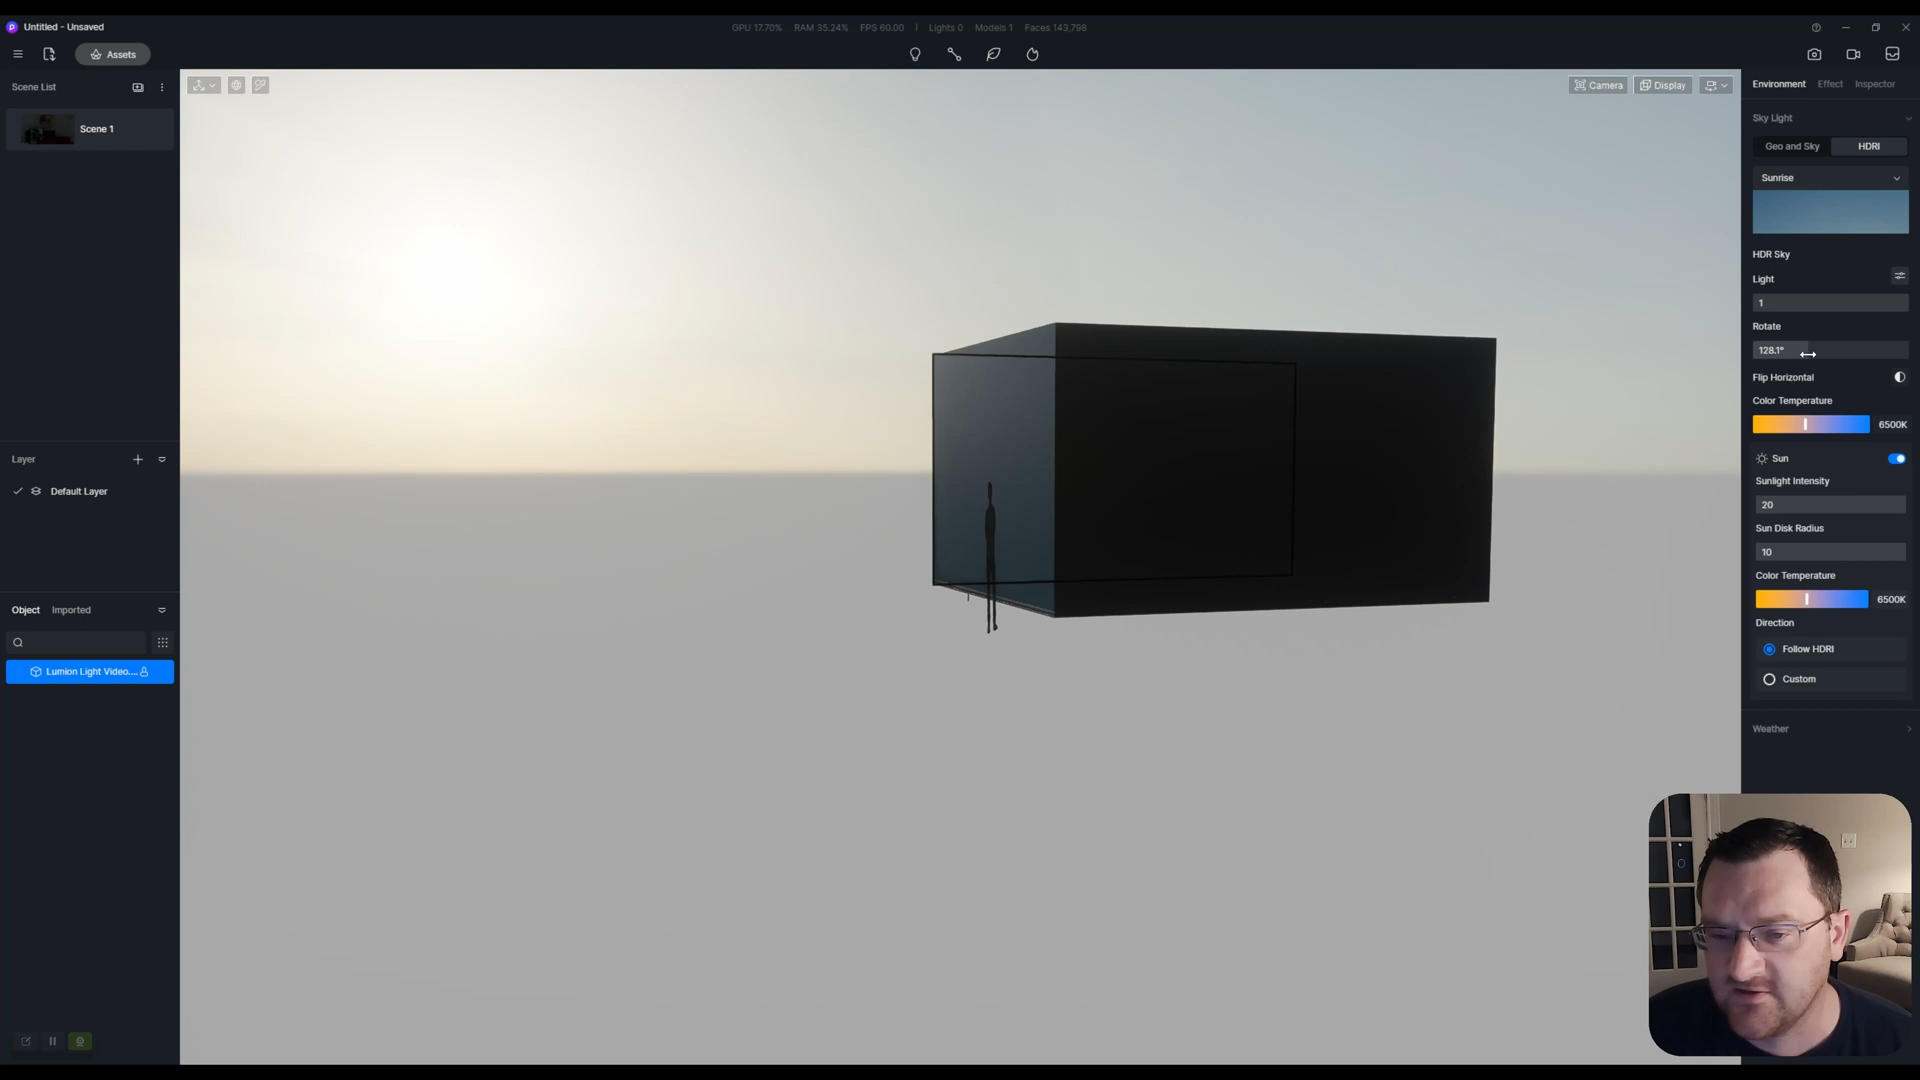 Untitled - Unsaved
GPU 17.70% RAM 35.24% FPS 60.00 | Lights 0 Models 1 Faces 143,798
Assets
Scene List
Scene 1
Camera
Display
Environment Effect Inspector
Sky Light
Geo and Sky HDRI
Sunrise
HDR Sky
Light
1
Rotate
128.1°
Flip Horizontal
Color Temperature
6500K
Sun
Sunlight Intensity
20
Sun Disk Radius
10
Color Temperature
6500K
Direction
Follow HDRI
Custom
Weather
Layer
Default Layer
Object Imported
Lumion Light Video....